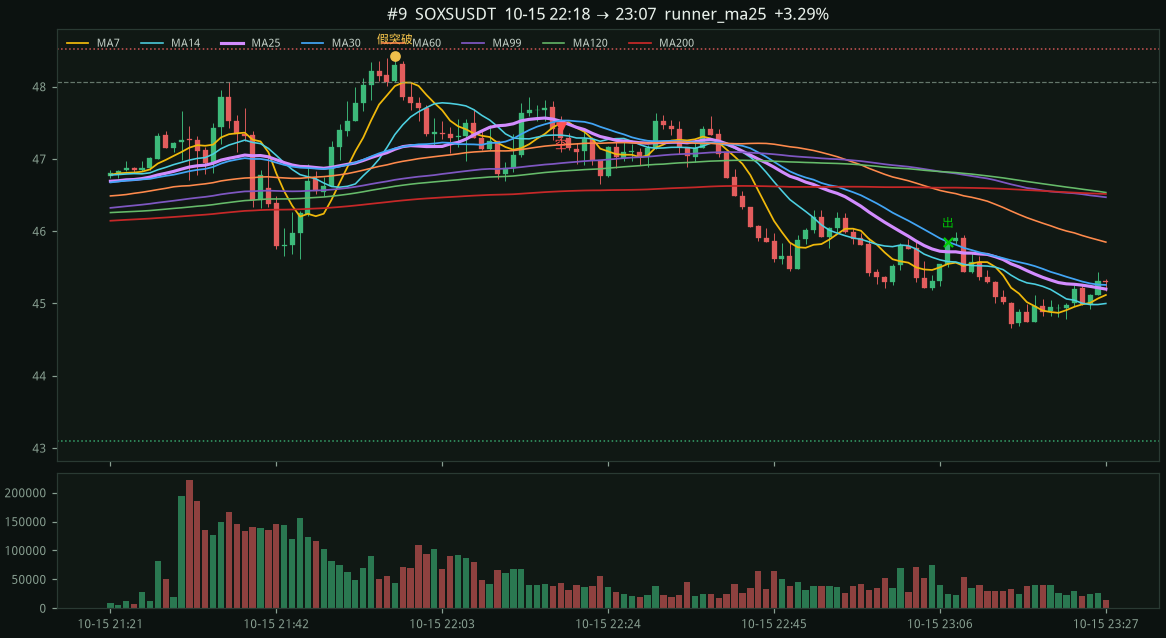 #9 SOXSUSDT 10-15 22:18 → 23:07 runner_ma25 +3.29%
MA7 MA14 MA25 MA30 MA60 MA99 MA120 MA200
假突破
48
47
46
45
44
43
空
出
200000
150000
100000
50000
0
10-15 21:21 10-15 21:42 10-15 22:03 10-15 22:24 10-15 22:45 10-15 23:06 10-15 23:27